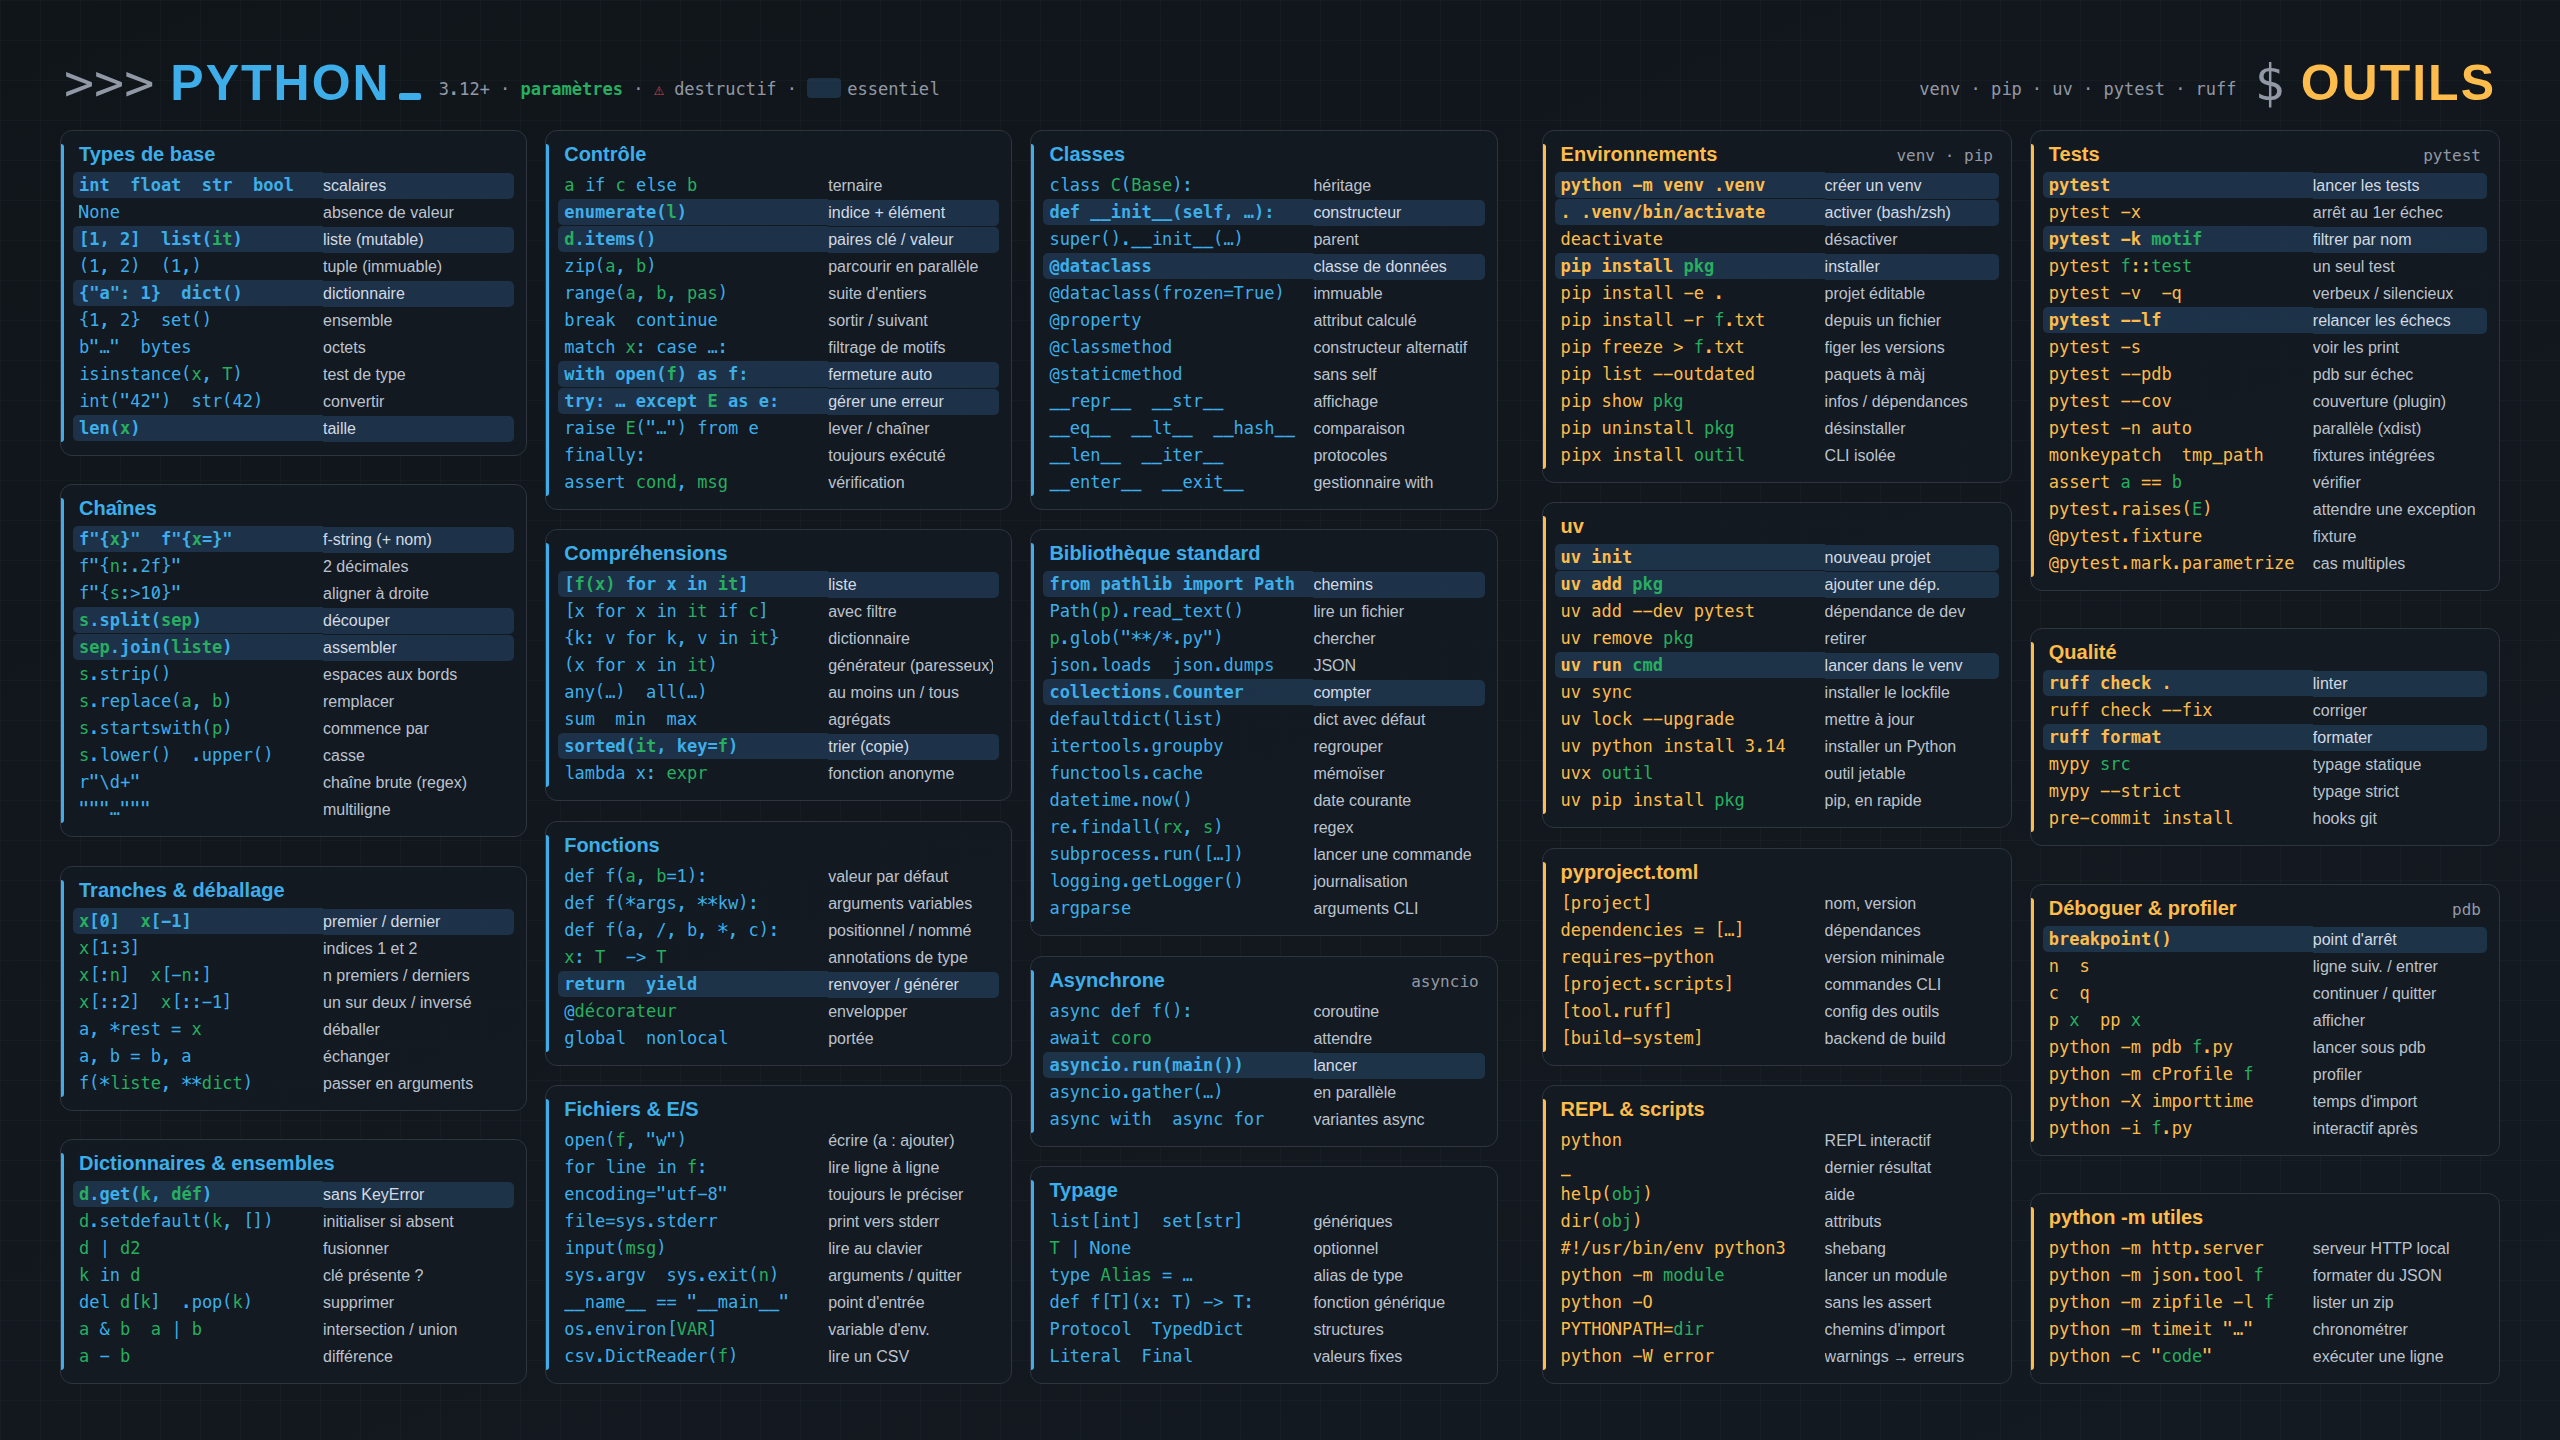 >>> PYTHON_ 3.12+ · paramètres · ⚠ destructif · essentiel
venv · pip · uv · pytest · ruff $ OUTILS
Types de base
int  float  str  bool scalaires
None absence de valeur
[1, 2]  list(it) liste (mutable)
(1, 2)  (1,) tuple (immuable)
{"a": 1}  dict() dictionnaire
{1, 2}  set() ensemble
b"…"  bytes octets
isinstance(x, T) test de type
int("42")  str(42) convertir
len(x) taille
Chaînes
f"{x}"  f"{x=}" f-string (+ nom)
f"{n:.2f}" 2 décimales
f"{s:>10}" aligner à droite
s.split(sep) découper
sep.join(liste) assembler
s.strip() espaces aux bords
s.replace(a, b) remplacer
s.startswith(p) commence par
s.lower()  .upper() casse
r"\d+" chaîne brute (regex)
"""…""" multiligne
Tranches & déballage
x[0]  x[-1] premier / dernier
x[1:3] indices 1 et 2
x[:n]  x[-n:] n premiers / derniers
x[::2]  x[::-1] un sur deux / inversé
a, *rest = x déballer
a, b = b, a échanger
f(*liste, **dict) passer en arguments
Dictionnaires & ensembles
d.get(k, déf) sans KeyError
d.setdefault(k, []) initialiser si absent
d | d2 fusionner
k in d clé présente ?
del d[k]  .pop(k) supprimer
a & b  a | b intersection / union
a - b différence
Contrôle
a if c else b ternaire
enumerate(l) indice + élément
d.items() paires clé / valeur
zip(a, b) parcourir en parallèle
range(a, b, pas) suite d'entiers
break  continue sortir / suivant
match x: case …: filtrage de motifs
with open(f) as f: fermeture auto
try: … except E as e: gérer une erreur
raise E("…") from e lever / chaîner
finally: toujours exécuté
assert cond, msg vérification
Compréhensions
[f(x) for x in it] liste
[x for x in it if c] avec filtre
{k: v for k, v in it} dictionnaire
(x for x in it) générateur (paresseux)
any(…)  all(…) au moins un / tous
sum  min  max agrégats
sorted(it, key=f) trier (copie)
lambda x: expr fonction anonyme
Fonctions
def f(a, b=1): valeur par défaut
def f(*args, **kw): arguments variables
def f(a, /, b, *, c): positionnel / nommé
x: T  -> T annotations de type
return  yield renvoyer / générer
@décorateur envelopper
global  nonlocal portée
Fichiers & E/S
open(f, "w") écrire (a : ajouter)
for line in f: lire ligne à ligne
encoding="utf-8" toujours le préciser
file=sys.stderr print vers stderr
input(msg) lire au clavier
sys.argv  sys.exit(n) arguments / quitter
__name__ == "__main__" point d'entrée
os.environ[VAR] variable d'env.
csv.DictReader(f) lire un CSV
Classes
class C(Base): héritage
def __init__(self, …): constructeur
super().__init__(…) parent
@dataclass classe de données
@dataclass(frozen=True) immuable
@property attribut calculé
@classmethod constructeur alternatif
@staticmethod sans self
__repr__  __str__ affichage
__eq__  __lt__  __hash__ comparaison
__len__  __iter__ protocoles
__enter__  __exit__ gestionnaire with
Bibliothèque standard
from pathlib import Path chemins
Path(p).read_text() lire un fichier
p.glob("**/*.py") chercher
json.loads  json.dumps JSON
collections.Counter compter
defaultdict(list) dict avec défaut
itertools.groupby regrouper
functools.cache mémoïser
datetime.now() date courante
re.findall(rx, s) regex
subprocess.run([…]) lancer une commande
logging.getLogger() journalisation
argparse arguments CLI
Asynchrone asyncio
async def f(): coroutine
await coro attendre
asyncio.run(main()) lancer
asyncio.gather(…) en parallèle
async with  async for variantes async
Typage
list[int]  set[str] génériques
T | None optionnel
type Alias = … alias de type
def f[T](x: T) -> T: fonction générique
Protocol  TypedDict structures
Literal  Final valeurs fixes
Environnements venv · pip
python -m venv .venv créer un venv
. .venv/bin/activate activer (bash/zsh)
deactivate désactiver
pip install pkg installer
pip install -e . projet éditable
pip install -r f.txt depuis un fichier
pip freeze > f.txt figer les versions
pip list --outdated paquets à màj
pip show pkg infos / dépendances
pip uninstall pkg désinstaller
pipx install outil CLI isolée
uv
uv init nouveau projet
uv add pkg ajouter une dép.
uv add --dev pytest dépendance de dev
uv remove pkg retirer
uv run cmd lancer dans le venv
uv sync installer le lockfile
uv lock --upgrade mettre à jour
uv python install 3.14 installer un Python
uvx outil outil jetable
uv pip install pkg pip, en rapide
pyproject.toml
[project] nom, version
dependencies = […] dépendances
requires-python version minimale
[project.scripts] commandes CLI
[tool.ruff] config des outils
[build-system] backend de build
REPL & scripts
python REPL interactif
_ dernier résultat
help(obj) aide
dir(obj) attributs
#!/usr/bin/env python3 shebang
python -m module lancer un module
python -O sans les assert
PYTHONPATH=dir chemins d'import
python -W error warnings → erreurs
Tests pytest
pytest lancer les tests
pytest -x arrêt au 1er échec
pytest -k motif filtrer par nom
pytest f::test un seul test
pytest -v  -q verbeux / silencieux
pytest --lf relancer les échecs
pytest -s voir les print
pytest --pdb pdb sur échec
pytest --cov couverture (plugin)
pytest -n auto parallèle (xdist)
monkeypatch  tmp_path fixtures intégrées
assert a == b vérifier
pytest.raises(E) attendre une exception
@pytest.fixture fixture
@pytest.mark.parametrize cas multiples
Qualité
ruff check . linter
ruff check --fix corriger
ruff format formater
mypy src typage statique
mypy --strict typage strict
pre-commit install hooks git
Déboguer & profiler pdb
breakpoint() point d'arrêt
n  s ligne suiv. / entrer
c  q continuer / quitter
p x  pp x afficher
python -m pdb f.py lancer sous pdb
python -m cProfile f profiler
python -X importtime temps d'import
python -i f.py interactif après
python -m utiles
python -m http.server serveur HTTP local
python -m json.tool f formater du JSON
python -m zipfile -l f lister un zip
python -m timeit "…" chronométrer
python -c "code" exécuter une ligne